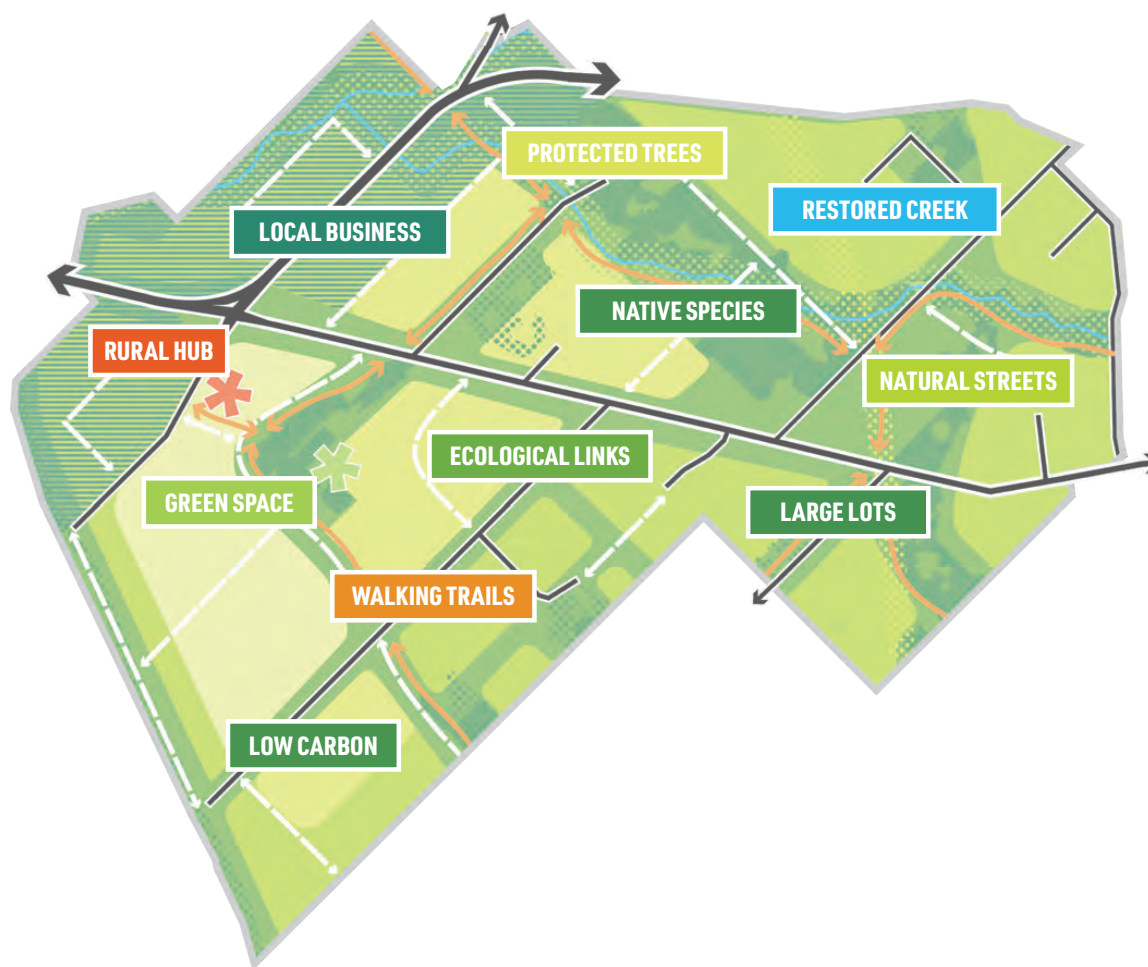 PROTECTED TREES
RESTORED CREEK
LOCAL BUSINESS
NATIVE SPECIES
RURAL HUB
NATURAL STREETS
ECOLOGICAL LINKS
GREEN SPACE
LARGE LOTS
WALKING TRAILS
LOW CARBON